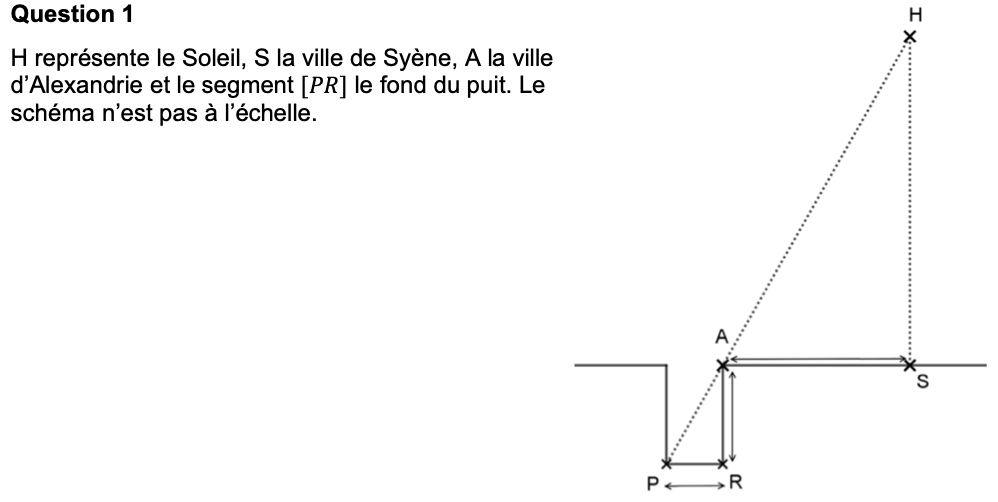 Question 1
H représente le Soleil, S la ville de Syène, A la ville
d’Alexandrie et le segment [PR] le fond du puit. Le
schéma n’est pas à l’échelle.
H
A
S
P
R